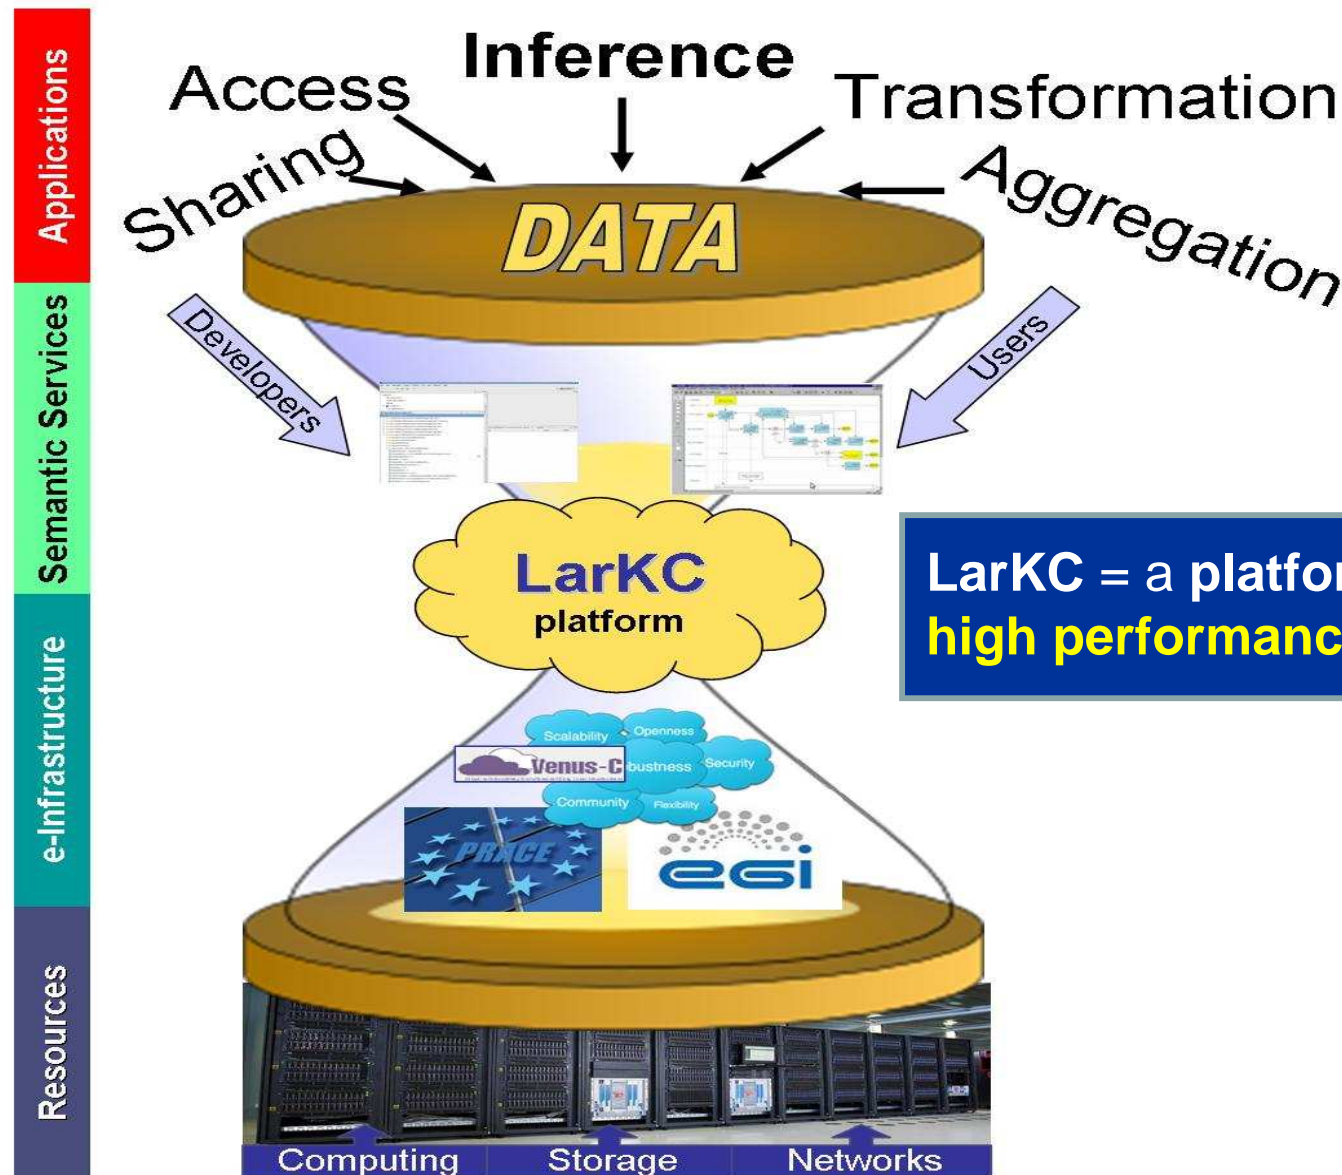 Applications
Semantic Services
e-Infrastructure
Resources
Inference
Access
Transformation
Sharing
Aggregation
DATA
Developers
Users
LarKC
platform
LarKC = a platfor
high performanc
Scalability
Openness
Venus-C
bustness
Security
Community
Flexibility
PRACE
egi
Computing
Storage
Networks